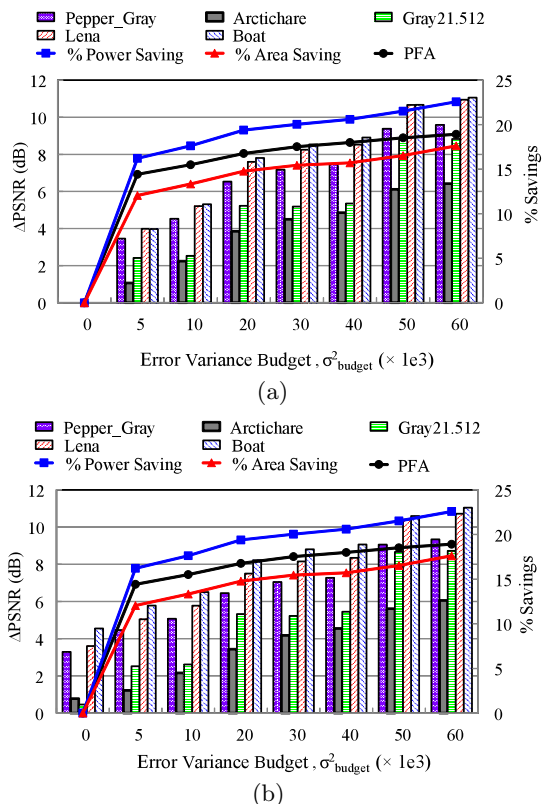 Pepper_Gray Arctichare Gray21.512
Lena Boat
% Power Saving % Area Saving PFA
12 25
10 20
8 15
6
4 10
2 5
0 0
ΔPSNR (dB)
% Savings
0 5 10 20 30 40 50 60
Error Variance Budget , σ²budget (× 1e3)
(a)
Pepper_Gray Arctichare Gray21.512
Lena Boat
% Power Saving % Area Saving PFA
12 25
10 20
8 15
6
4 10
2 5
0 0
ΔPSNR (dB)
% Savings
0 5 10 20 30 40 50 60
Error Variance Budget , σ²budget (× 1e3)
(b)